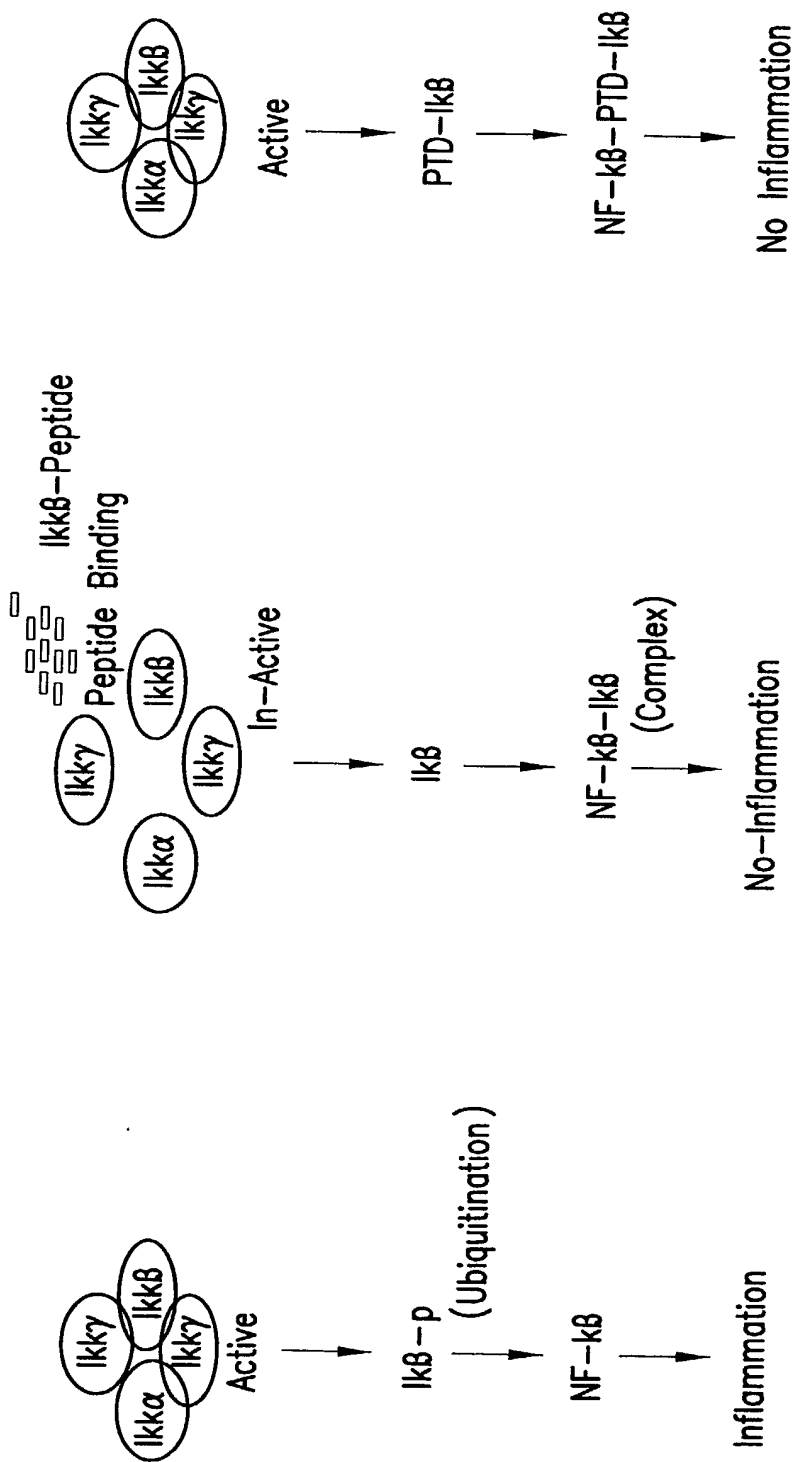 Ikkγ
Ikkα
Ikkβ
Ikkγ
Active
Ikβ–p
(Ubiquitination)
NF–kβ
Inflammation
Ikkβ–Peptide
Peptide Binding
Ikkγ
Ikkα
Ikkβ
Ikkγ
In–Active
Ikβ
NF–kβ–Ikβ
(Complex)
No–Inflammation
Ikkγ
Ikkα
Ikkβ
Ikkγ
Active
PTD–Ikβ
NF–kβ–PTD–Ikβ
No Inflammation